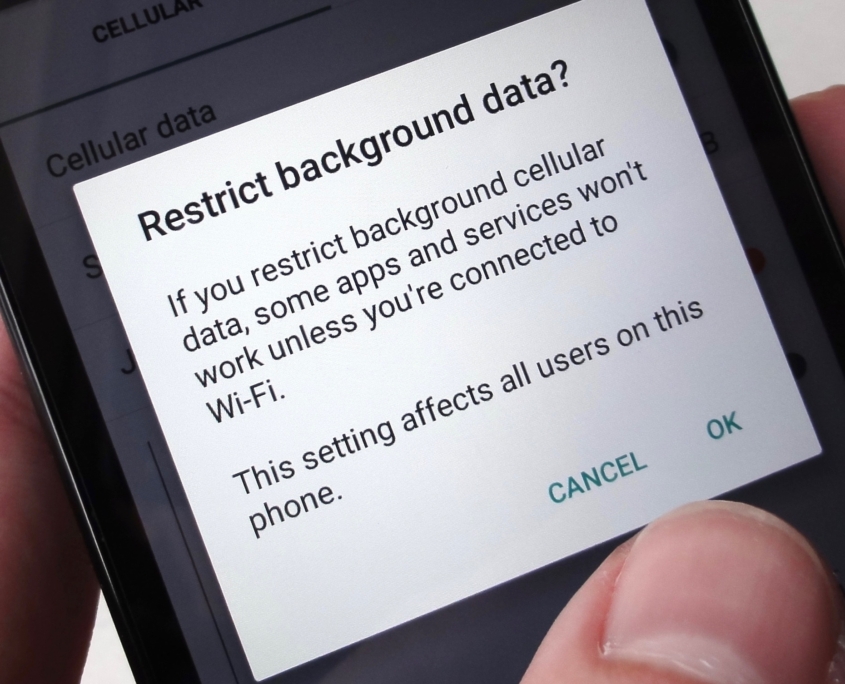 CELLULAR
Cellular data
Restrict background data?
If you restrict background cellular
data, some apps and services won't
work unless you're connected to
Wi-Fi.
This setting affects all users on this
phone.
CANCEL OK